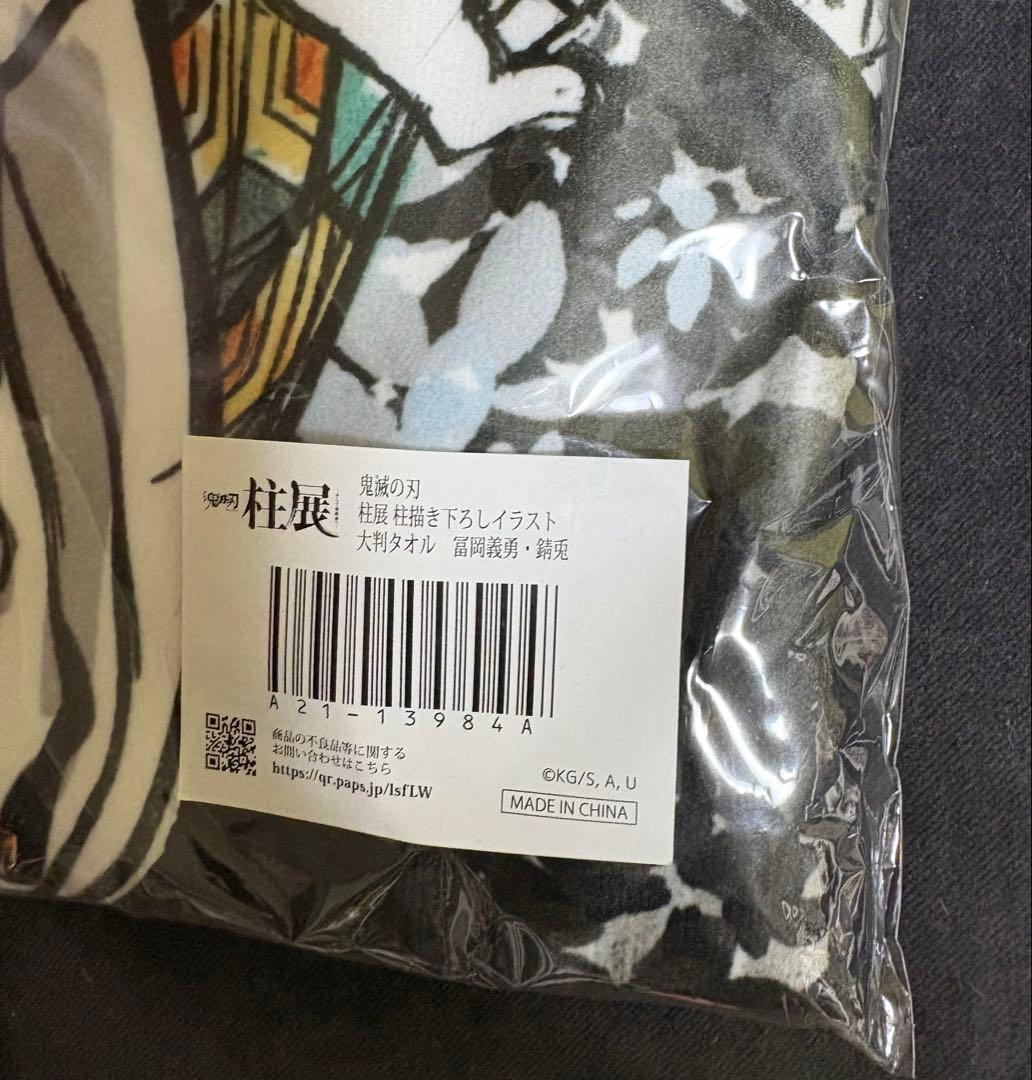 鬼滅の刃
柱展
鬼滅の刃
柱展 柱描き下ろしイラスト
大判タオル 冨岡義勇・錆兎
A21-13984A
商品の不良品等に関する
お問い合わせはこちら
https://qr.paps.jp/lsfLW
©KG/S, A, U
MADE IN CHINA